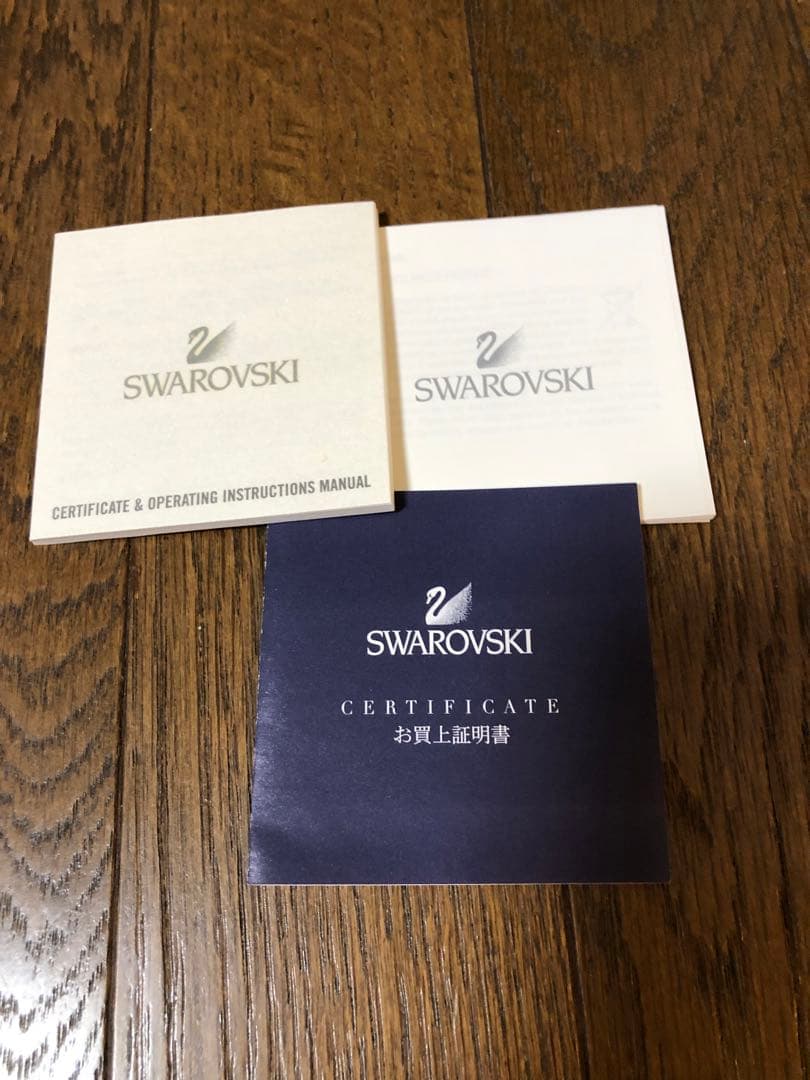 SWAROVSKI
CERTIFICATE & OPERATING INSTRUCTIONS MANUAL
SWAROVSKI
SWAROVSKI
CERTIFICATE
お買上証明書